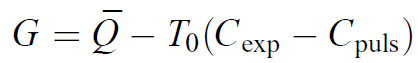 G = Q̅ − T₀(C_exp − C_puls)